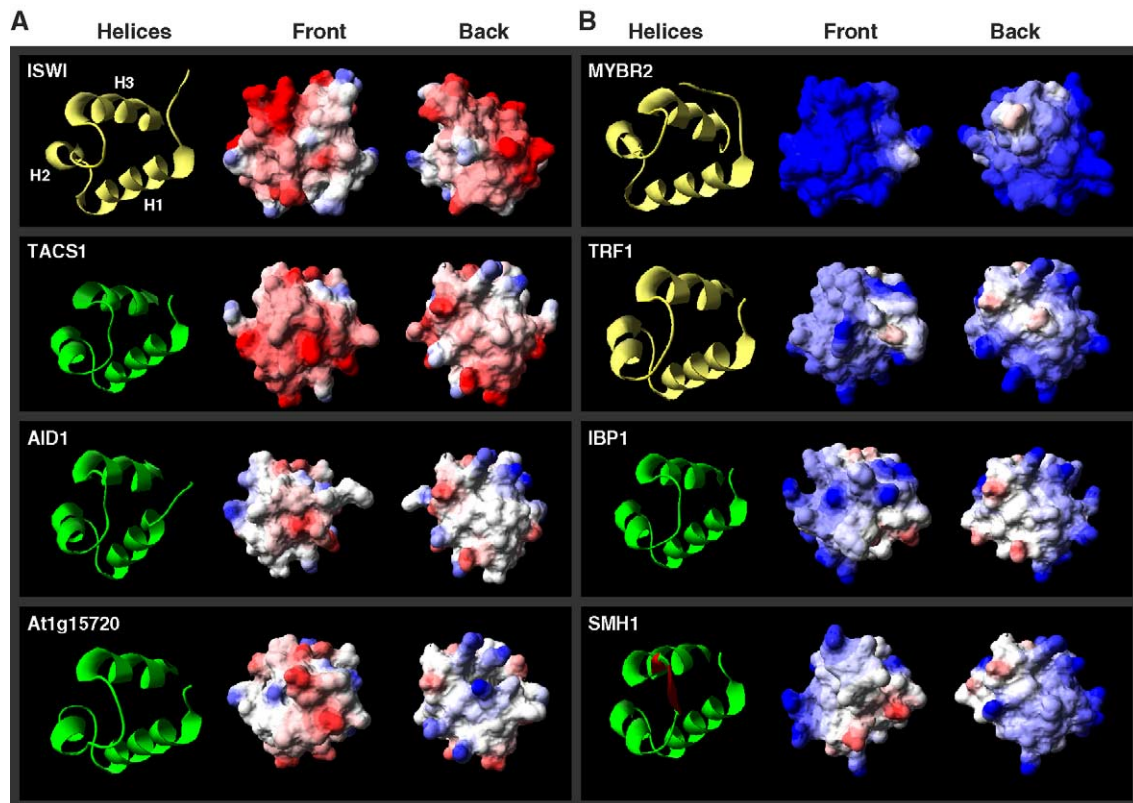 A Helices Front Back B Helices Front Back
ISWI MYBR2
H3
H2
H1
TACS1 TRF1
AID1 IBP1
At1g15720 SMH1